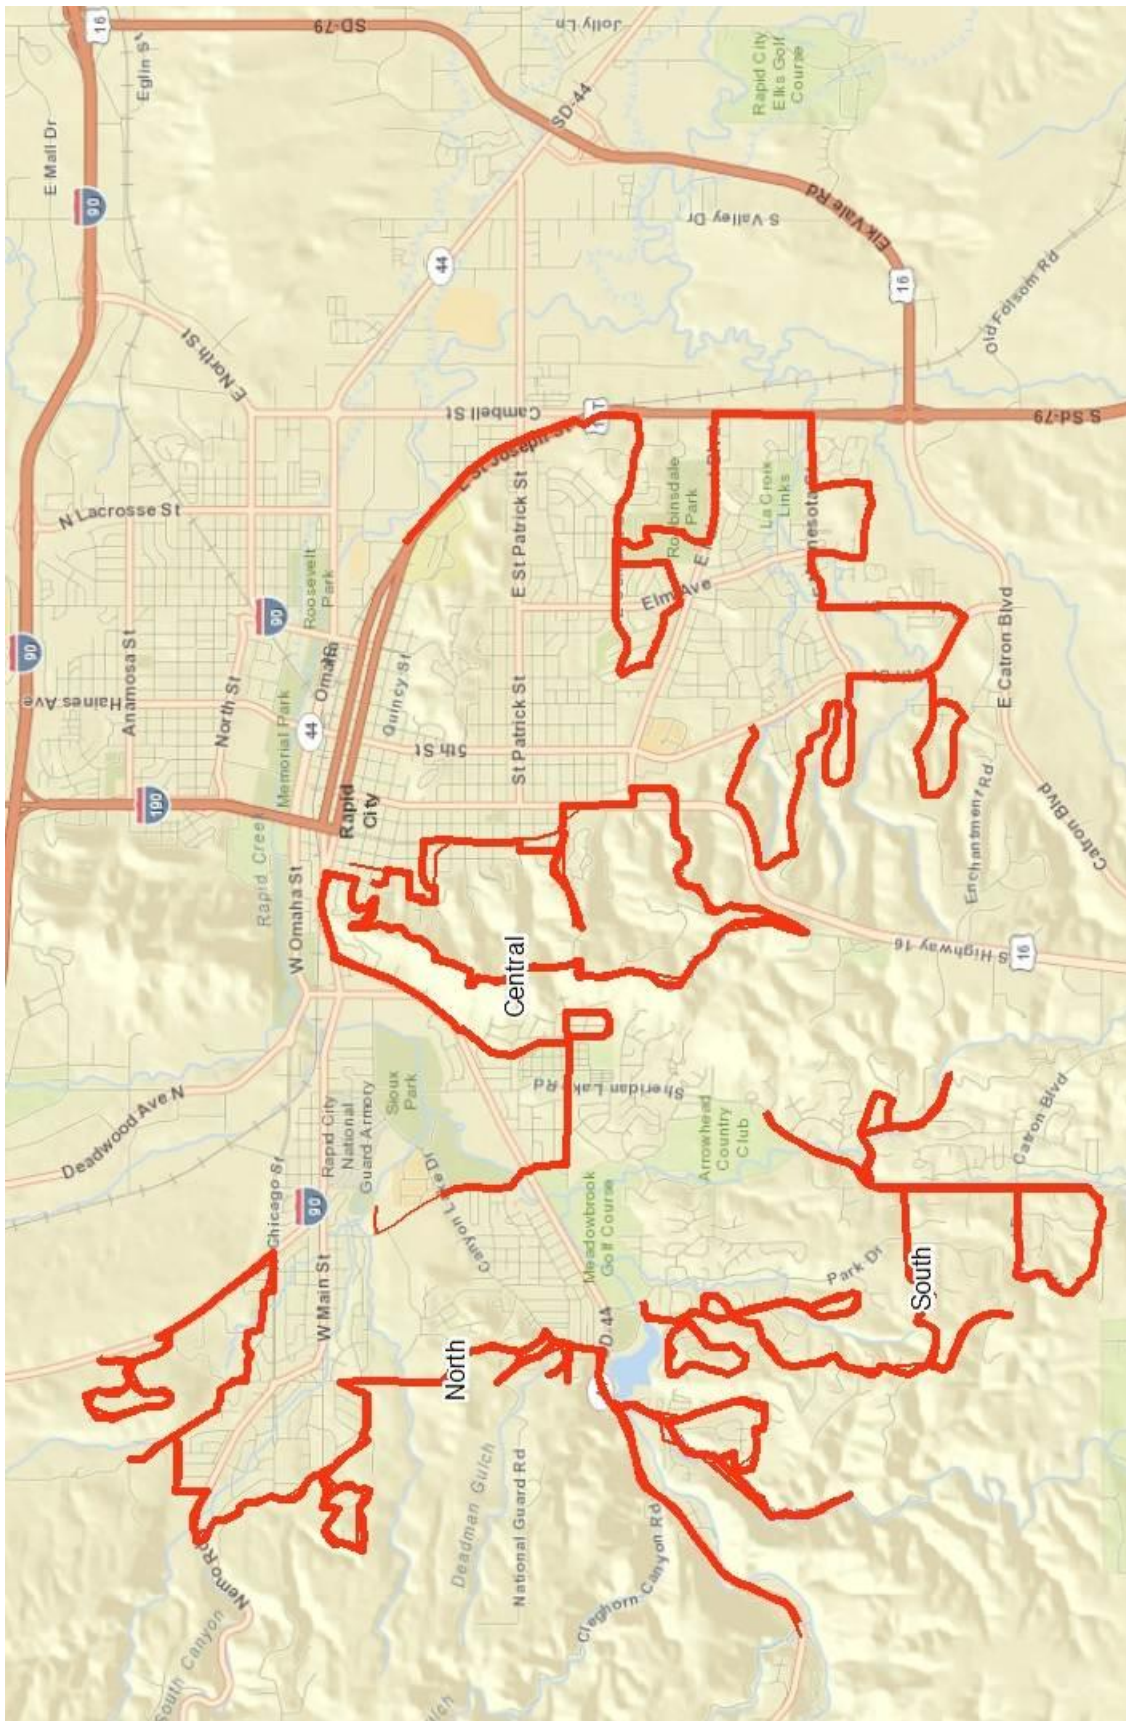 SD-79
Jolly Ln
16
Eglin St
Rapid City
Elks Golf
Course
SD-44
E Mall Dr
90
S Valley Dr
Elk Vale Rd
44
16
Old Folsom Rd
E North St
Cambell St
S Sd-79
E St Joseph St
N Lacrosse St
E St Patrick St
Robbinsdale
Park
La Croix
Links
Roosevelt
Park
90
90
Elm Ave
Anamosa St
Haines Ave
North St
Omaha
Quincy St
44
Memorial Park
5th St
St Patrick St
E Catron Blvd
190
Rapid
City
Rapid Creek
W Omaha St
Enchantment Rd
Catron Blvd
S Highway 16
16
Central
Deadwood Ave N
Sioux
Park
Rapid City
National
Guard Armory
Sheridan Lake Rd
Arrowhead
Country
Club
Catron Blvd
Chicago St
90
Canyon Lake Dr
Meadowbrook
Golf Course
W Main St
Park Dr
South
North
Deadman Gulch
National Guard Rd
Cleghorn Canyon Rd
Nemo Rd
South Canyon